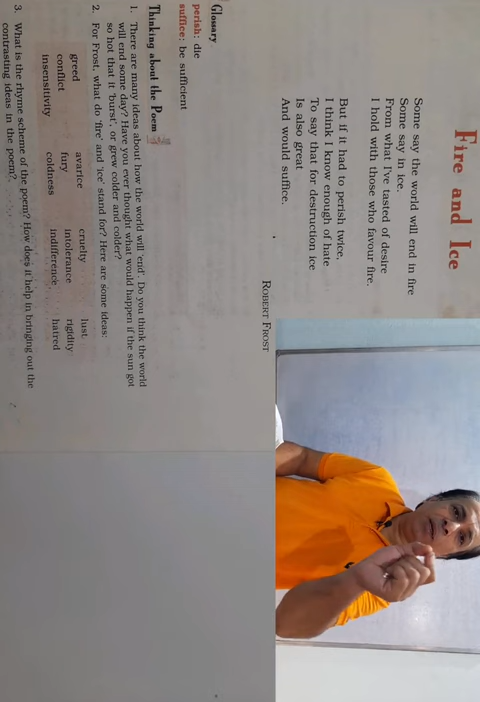 Fire and Ice
Some say the world will end in fire
Some say in ice.
From what I've tasted of desire
I hold with those who favour fire.
But if it had to perish twice,
I think I know enough of hate
To say that for destruction ice
Is also great
And would suffice.
ROBERT FROST
Glossary
perish: die
suffice: be sufficient
Thinking about the Poem
1. There are many ideas about how the world will 'end'. Do you think the world
will end some day? Have you ever thought what would happen if the sun got
so hot that it 'burst', or grew colder and colder?
2. For Frost, what do 'fire' and 'ice' stand for? Here are some ideas:
greed avarice cruelty lust
conflict fury intolerance rigidity
insensitivity coldness indifference hatred
3. What is the rhyme scheme of the poem? How does it help in bringing out the
contrasting ideas in the poem?